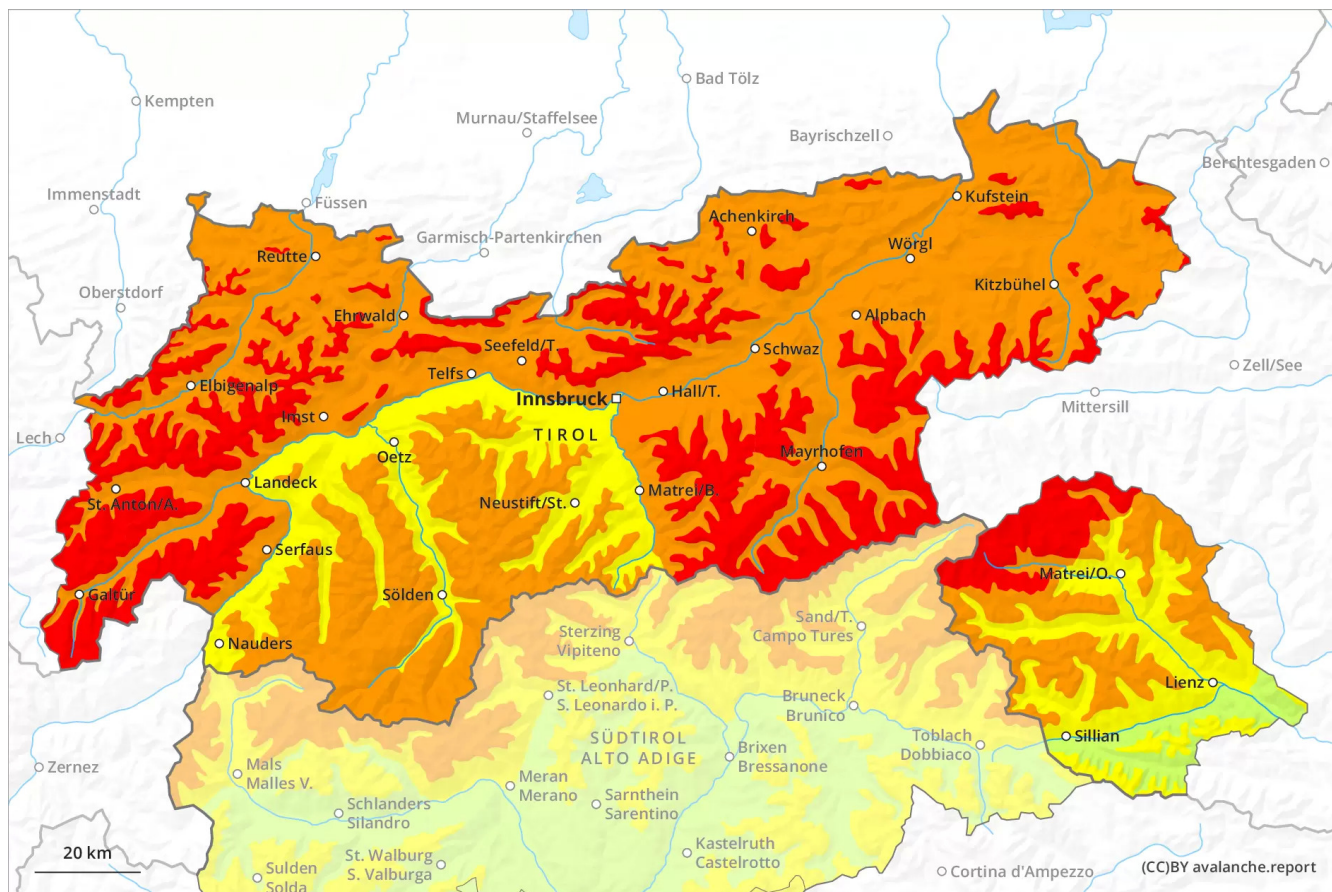 Bad Tölz
Kempten
Murnau/Staffelsee
Bayrischzell
Berchtesgaden
Immenstadt
Füssen
Kufstein
Achenkirch
Garmisch-Partenkirchen
Wörgl
Reutte
Kitzbühel
Oberstdorf
Ehrwald
Alpbach
Seefeld/T.
Schwaz
Zell/See
Telfs
Elbigenalp
Hall/T.
Innsbruck
Mittersill
Imst
Lech
TIROL
Oetz
Mayrhofen
Landeck
St. Anton/A.
Neustift/St.
Matrei/B.
Serfaus
Matrei/O.
Galtür
Sölden
Sand/T.
Campo Tures
Sterzing
Vipiteno
Nauders
Lienz
St. Leonhard/P.
S. Leonardo i. P.
Bruneck
Brunico
SÜDTIROL
ALTO ADIGE
Sillian
Toblach
Dobbiaco
Brixen
Bressanone
Zernez
Mals
Malles V.
Meran
Merano
Sarnthein
Sarentino
Schlanders
Silandro
20 km
St. Walburg
S. Valburga
Kastelruth
Castelrotto
Sulden
Solda
Cortina d'Ampezzo
(CC)BY avalanche.report